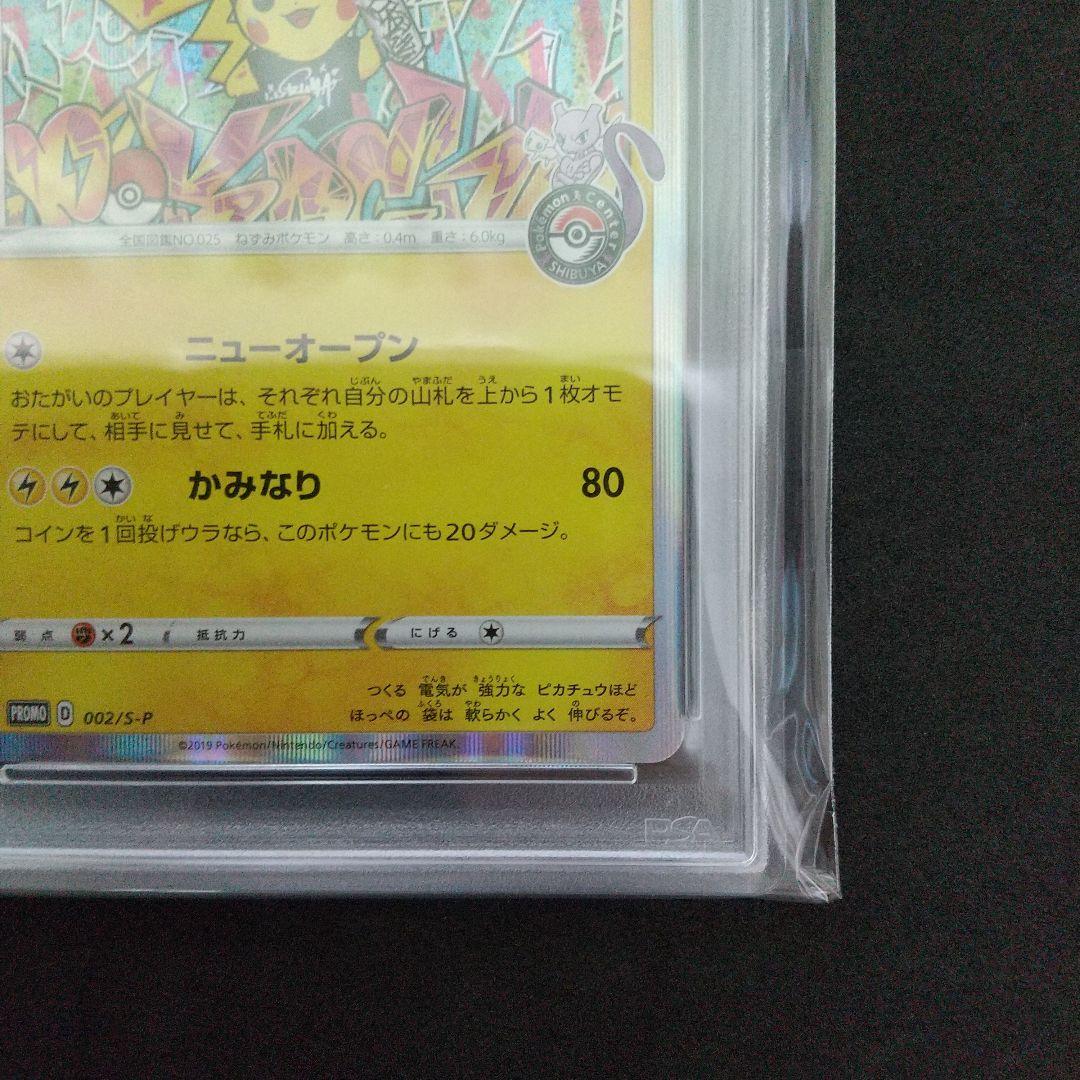 全国図鑑NO.025 ねずみポケモン 高さ：0.4m 重さ：6.0kg
Pokémon Center
SHIBUYA
ニューオープン
おたがいのプレイヤーは、それぞれ自分の山札を上から1枚オモ
テにして、相手に見せて、手札に加える。
かみなり 80
コインを1回投げウラなら、このポケモンにも20ダメージ。
弱点 ×2 抵抗力 にげる
つくる 電気が 強力な ピカチュウほど
ほっぺの 袋は 軟らかく よく 伸びるぞ。
PROMO D 002/S-P
©2019 Pokémon/Nintendo/Creatures/GAME FREAK.
PSA